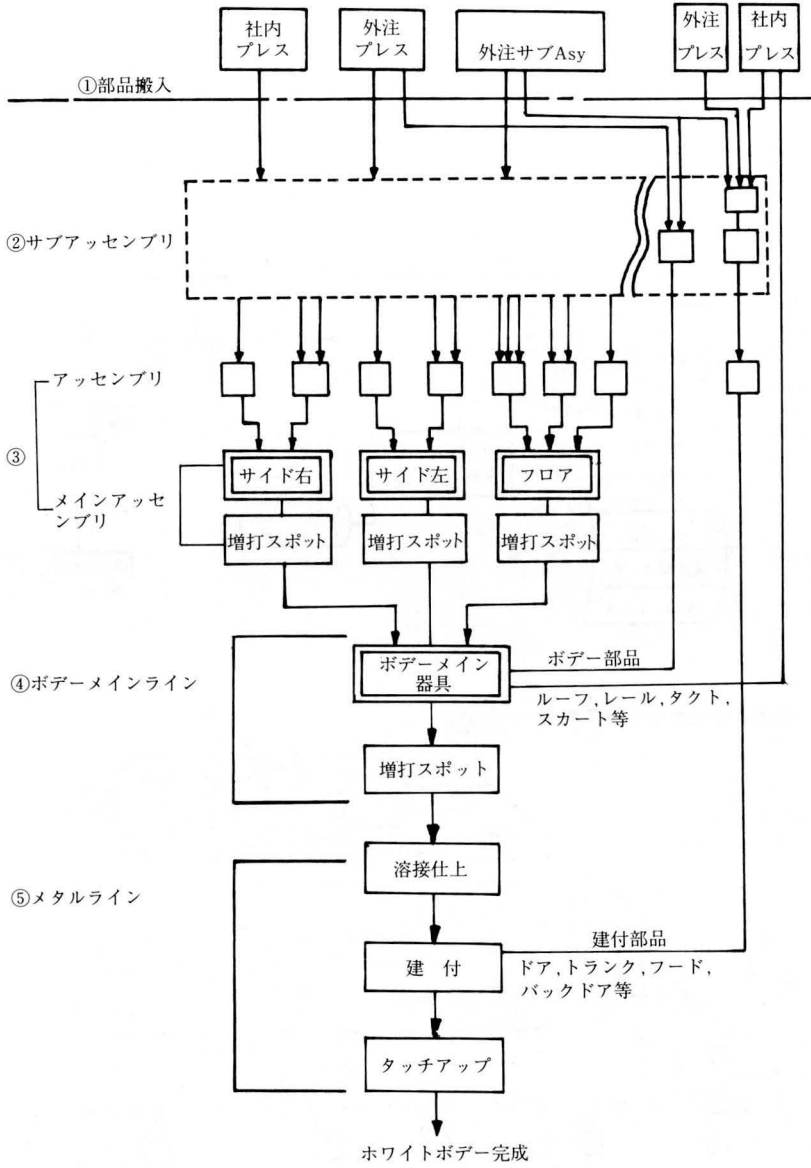 社内
プレス
外注
プレス
外注サブAsy
外注
プレス
社内
プレス
①部品搬入
②サブアッセンブリ
③
アッセンブリ
メインアッセ
ンブリ
サイド右
サイド左
フロア
増打スポット
増打スポット
増打スポット
④ボデーメインライン
ボデーメイン
器具
ボデー部品
ルーフ,レール,タクト,
スカート等
増打スポット
⑤メタルライン
溶接仕上
建付
建付部品
ドア,トランク,フード,
バックドア等
タッチアップ
ホワイトボデー完成